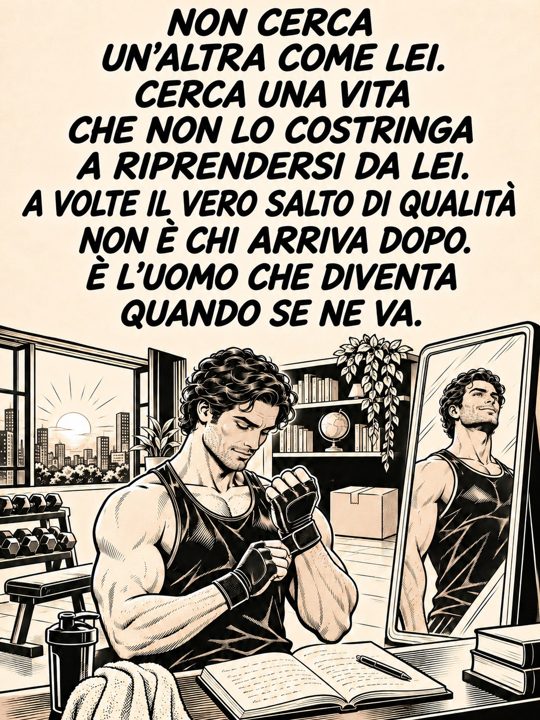 NON CERCA
UN'ALTRA COME LEI.
CERCA UNA VITA
CHE NON LO COSTRINGA
A RIPRENDERSI DA LEI.
A VOLTE IL VERO SALTO DI QUALITÀ
NON È CHI ARRIVA DOPO.
È L'UOMO CHE DIVENTA
QUANDO SE NE VA.